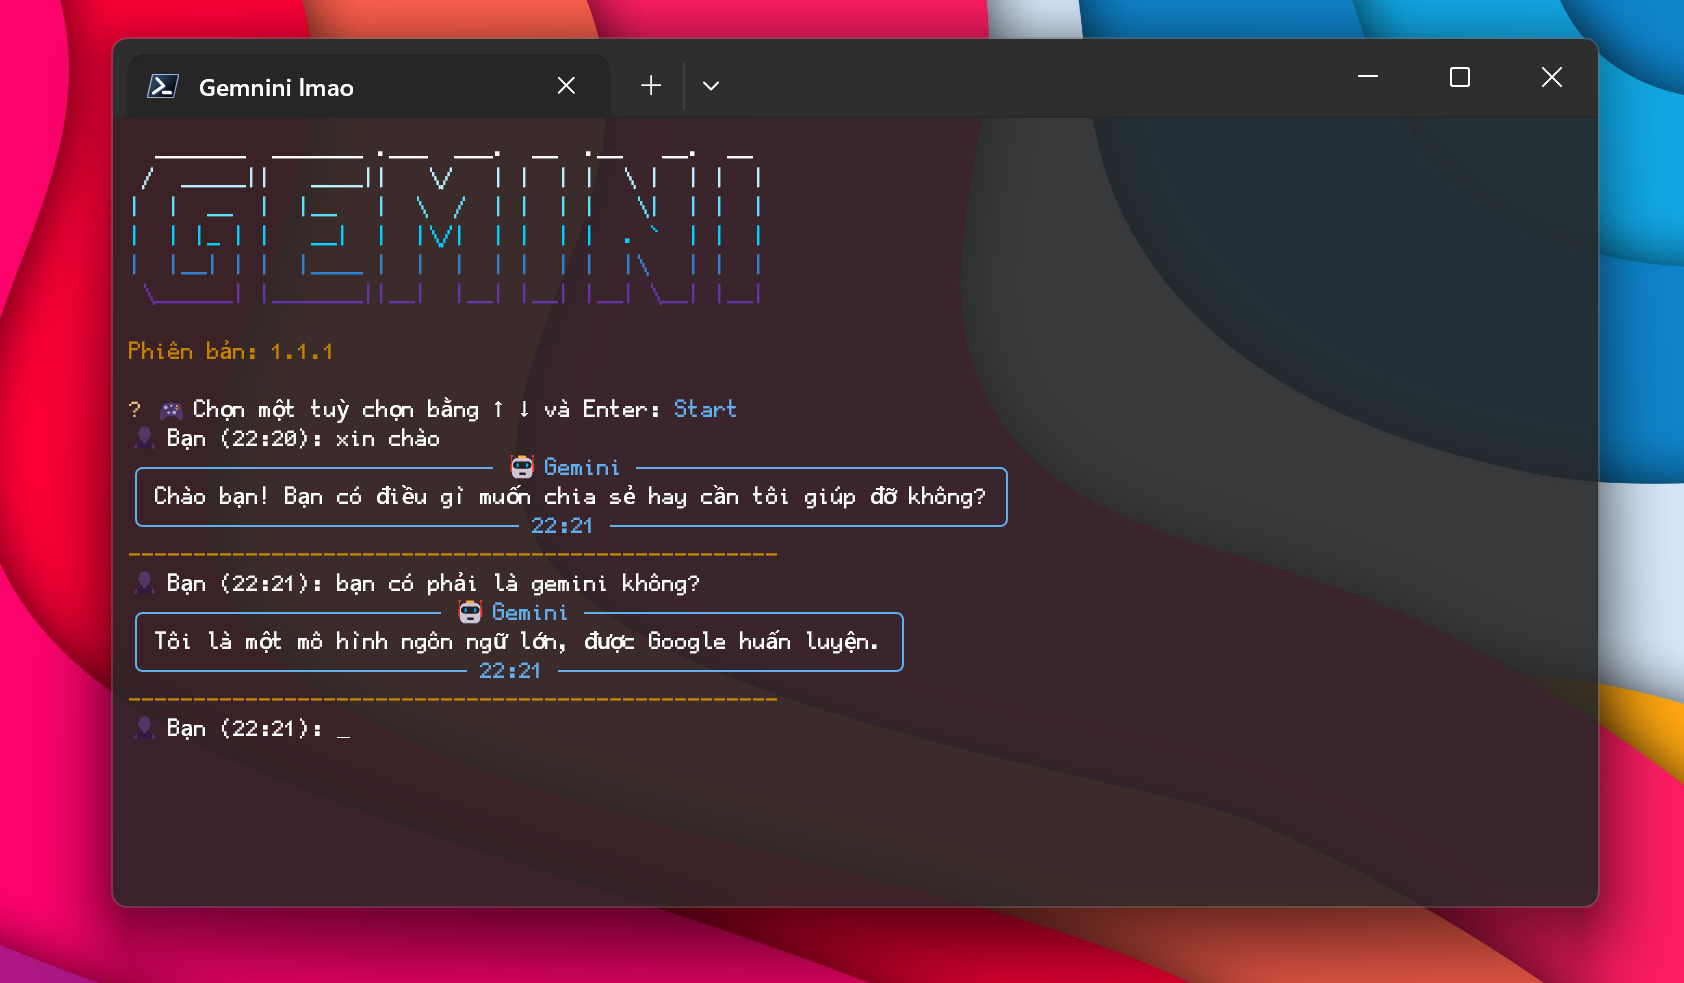 Gemnini lmao
GEMINI
Phiên bản: 1.1.1
? 🎮 Chọn một tuỳ chọn bằng ↑ ↓ và Enter: Start
👤 Bạn (22:20): xin chào
🤖 Gemini
Chào bạn! Bạn có điều gì muốn chia sẻ hay cần tôi giúp đỡ không?
22:21
--------------------------------------------------
👤 Bạn (22:21): bạn có phải là gemini không?
🤖 Gemini
Tôi là một mô hình ngôn ngữ lớn, được Google huấn luyện.
22:21
--------------------------------------------------
👤 Bạn (22:21): _